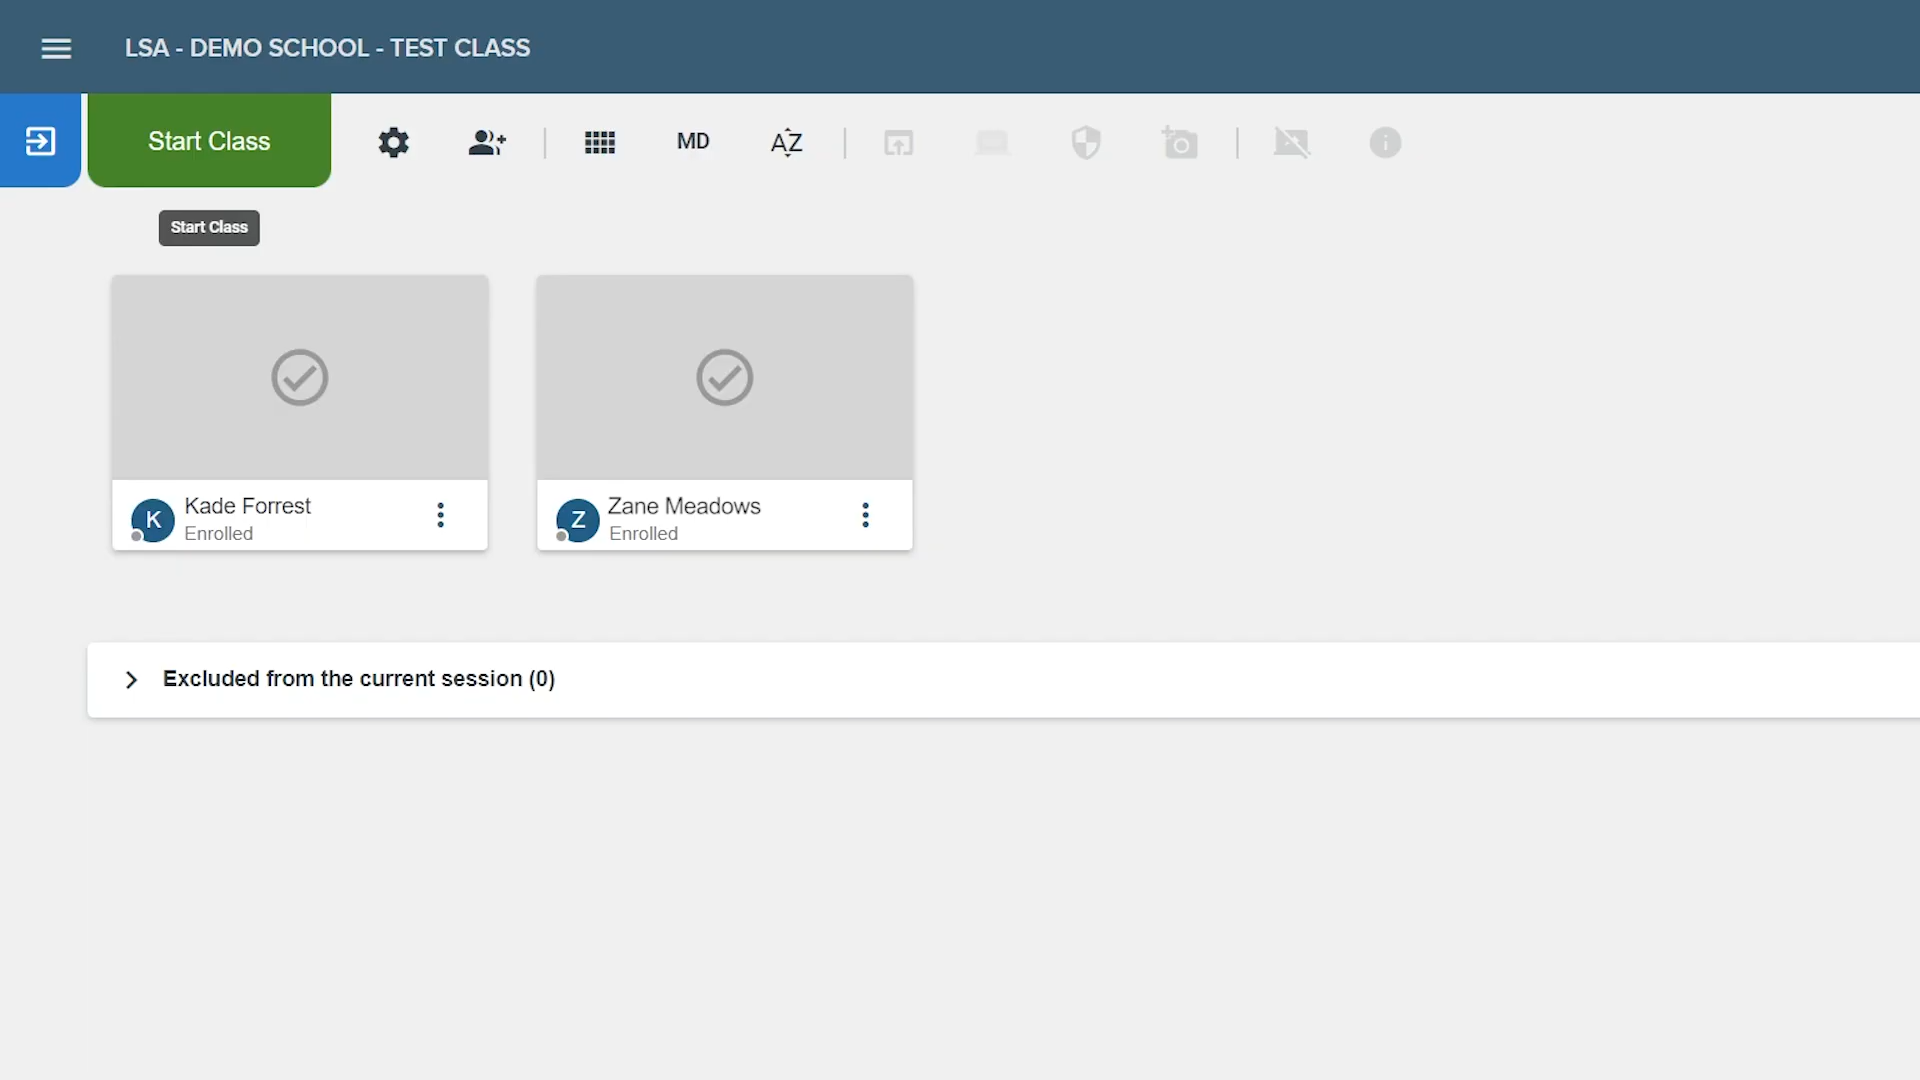 LSA - DEMO SCHOOL - TEST CLASS
Start Class
MD
AZ
Start Class
K
Kade Forrest
Enrolled
Z
Zane Meadows
Enrolled
Excluded from the current session (0)